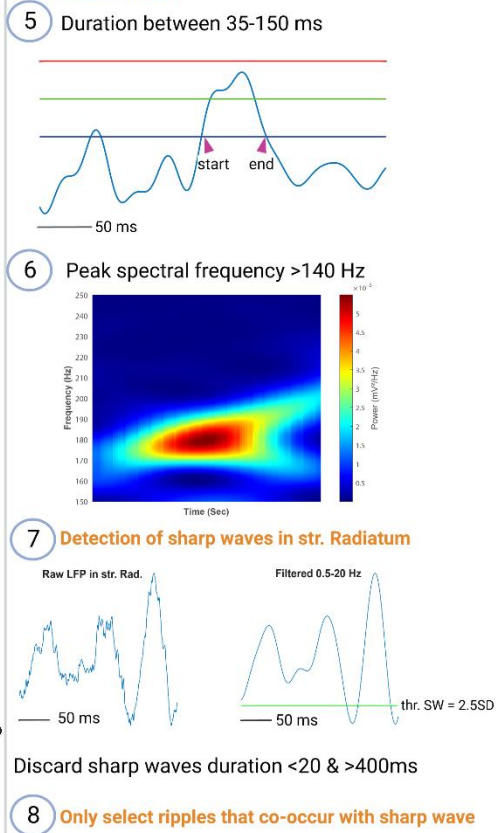 5 Duration between 35-150 ms
start end
50 ms
6 Peak spectral frequency >140 Hz
×10⁻⁵
250
240
230
220
210
200
190
180
170
160
150
Frequency (Hz)
Time (Sec)
5
4.5
4
3.5
3
2.5
2
1.5
1
0.5
Power (mV²/Hz)
7 Detection of sharp waves in str. Radiatum
Raw LFP in str. Rad. Filtered 0.5-20 Hz
thr. SW = 2.5SD
50 ms 50 ms
Discard sharp waves duration <20 & >400ms
8 Only select ripples that co-occur with sharp wave